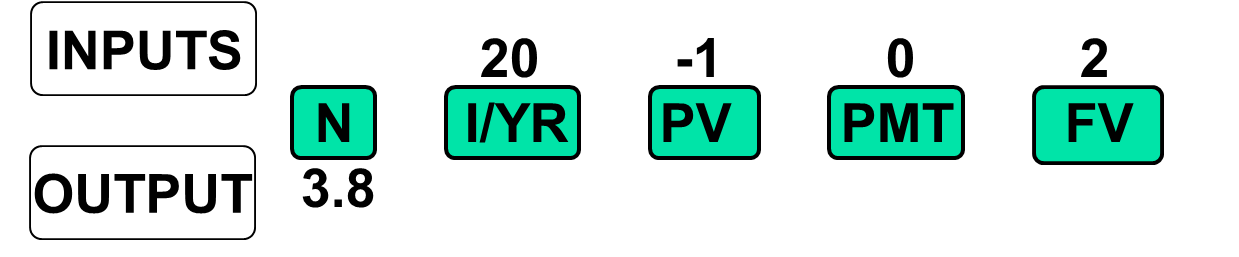 INPUTS
20 -1 0 2
N I/YR PV PMT FV
OUTPUT
3.8